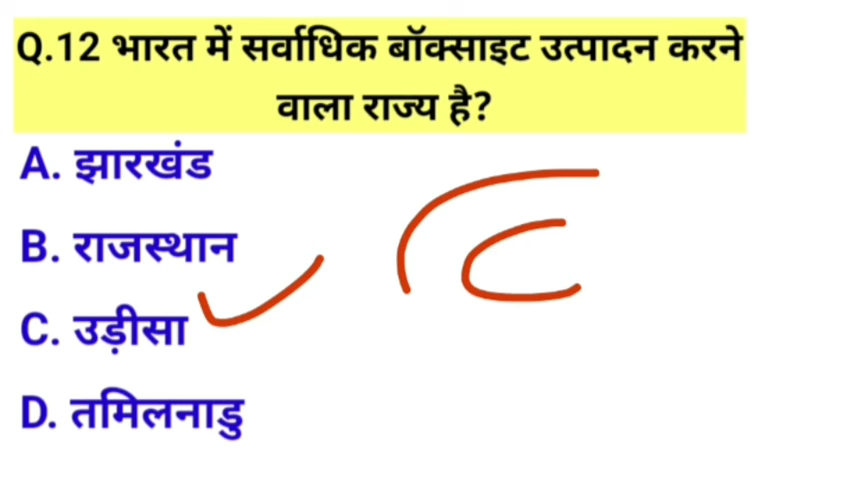 Q.12 भारत में सर्वाधिक बॉक्साइट उत्पादन करने
वाला राज्य है?
A. झारखंड
B. राजस्थान
C. उड़ीसा
D. तमिलनाडु